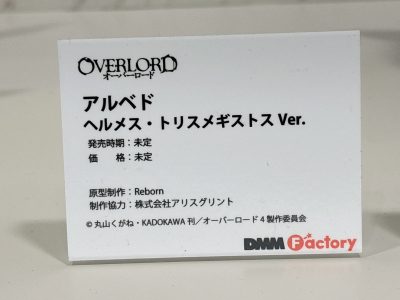 OVERLORD
オーバーロード
アルベド
ヘルメス・トリスメギストス Ver.
発売時期：未定
価　　格：未定
原型制作：Reborn
制作協力：株式会社アリスグリント
© 丸山くがね・KADOKAWA 刊／オーバーロード 4 製作委員会
DMM Factory